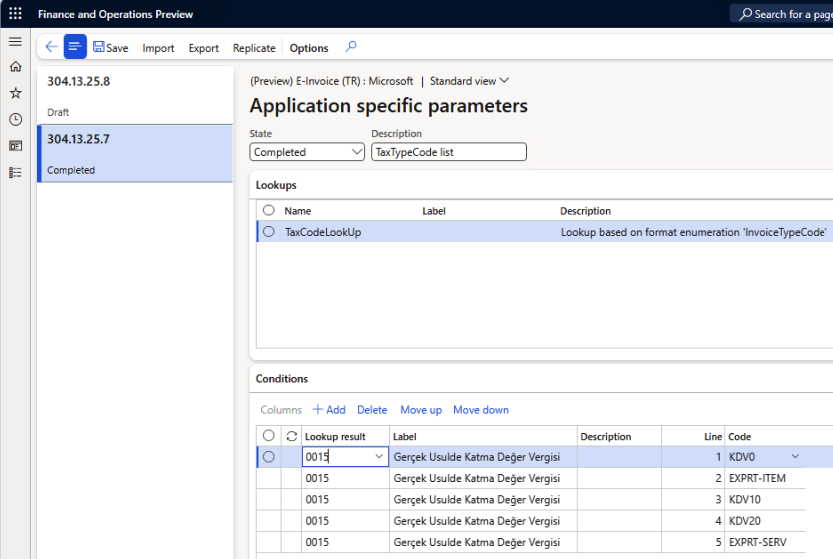 Finance and Operations Preview Search for a page
Save Import Export Replicate Options
304.13.25.8
Draft
304.13.25.7
Completed
(Preview) E-Invoice (TR) : Microsoft | Standard view
Application specific parameters
State Description
Completed TaxTypeCode list
Lookups
Name Label Description
TaxCodeLookUp Lookup based on format enumeration 'InvoiceTypeCode'
Conditions
Columns + Add Delete Move up Move down
Lookup result Label Description Line Code
0015 Gerçek Usulde Katma Değer Vergisi 1 KDV0
0015 Gerçek Usulde Katma Değer Vergisi 2 EXPRT-ITEM
0015 Gerçek Usulde Katma Değer Vergisi 3 KDV10
0015 Gerçek Usulde Katma Değer Vergisi 4 KDV20
0015 Gerçek Usulde Katma Değer Vergisi 5 EXPRT-SERV